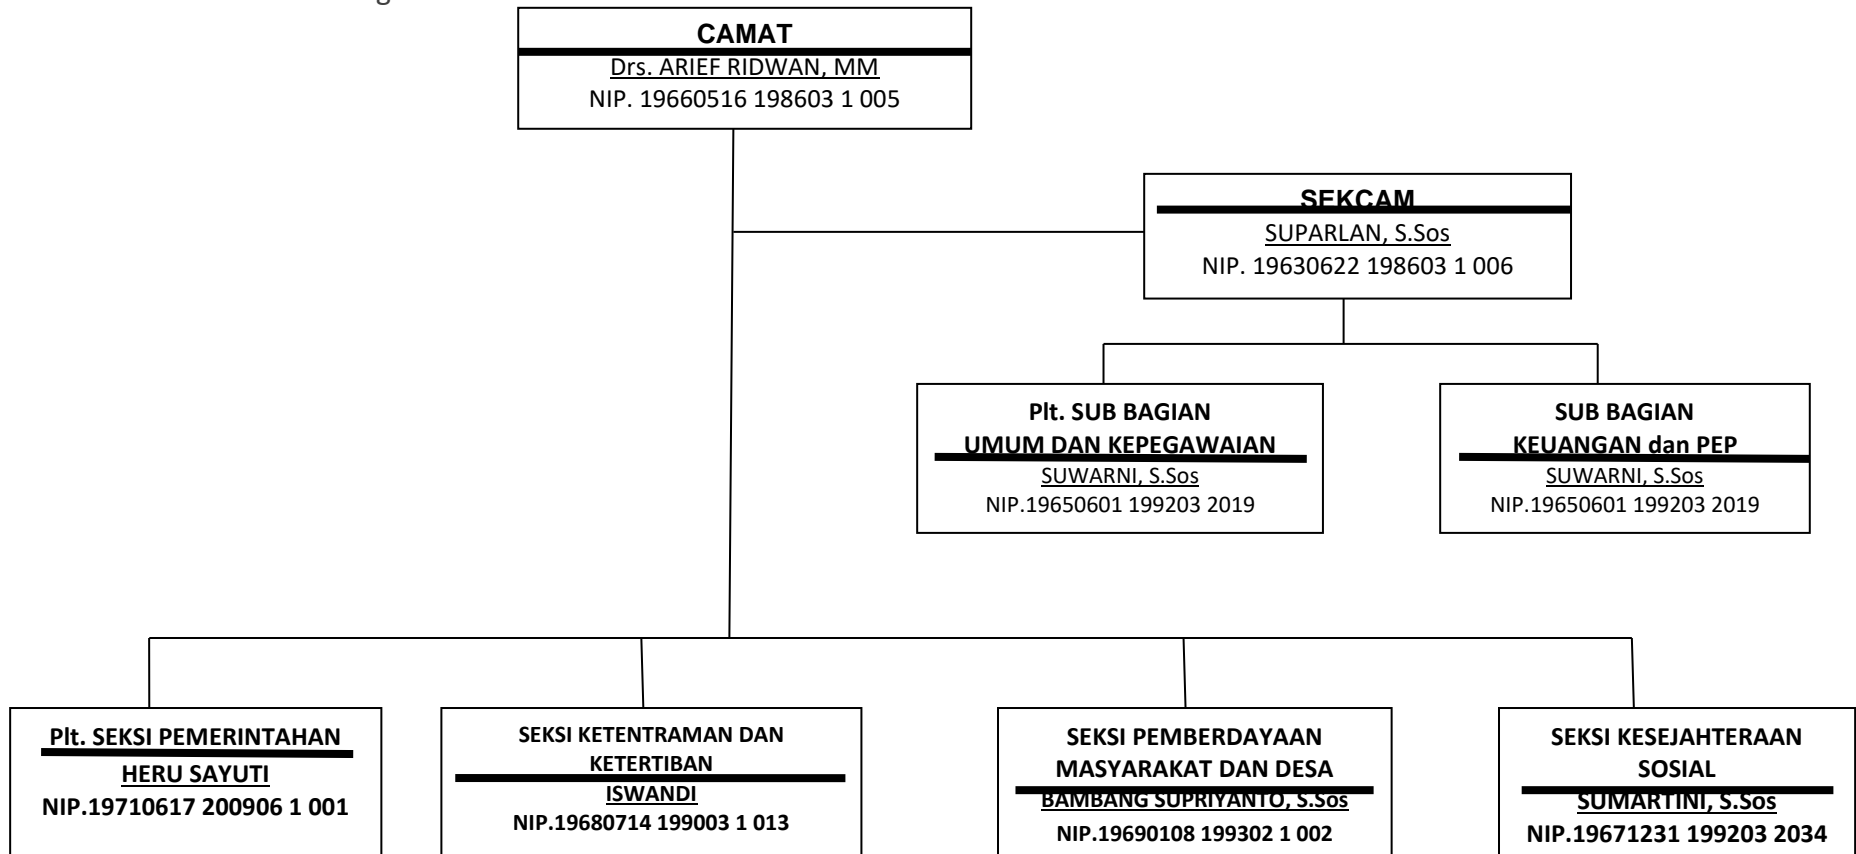 CAMAT
Drs. ARIEF RIDWAN, MM
NIP. 19660516 198603 1 005
SEKCAM
SUPARLAN, S.Sos
NIP. 19630622 198603 1 006
Plt. SUB BAGIAN
UMUM DAN KEPEGAWAIAN
SUWARNI, S.Sos
NIP.19650601 199203 2019
SUB BAGIAN
KEUANGAN dan PEP
SUWARNI, S.Sos
NIP.19650601 199203 2019
Plt. SEKSI PEMERINTAHAN
HERU SAYUTI
NIP.19710617 200906 1 001
SEKSI KETENTRAMAN DAN
KETERTIBAN
ISWANDI
NIP.19680714 199003 1 013
SEKSI PEMBERDAYAAN
MASYARAKAT DAN DESA
BAMBANG SUPRIYANTO, S.Sos
NIP.19690108 199302 1 002
SEKSI KESEJAHTERAAN
SOSIAL
SUMARTINI, S.Sos
NIP.19671231 199203 2034